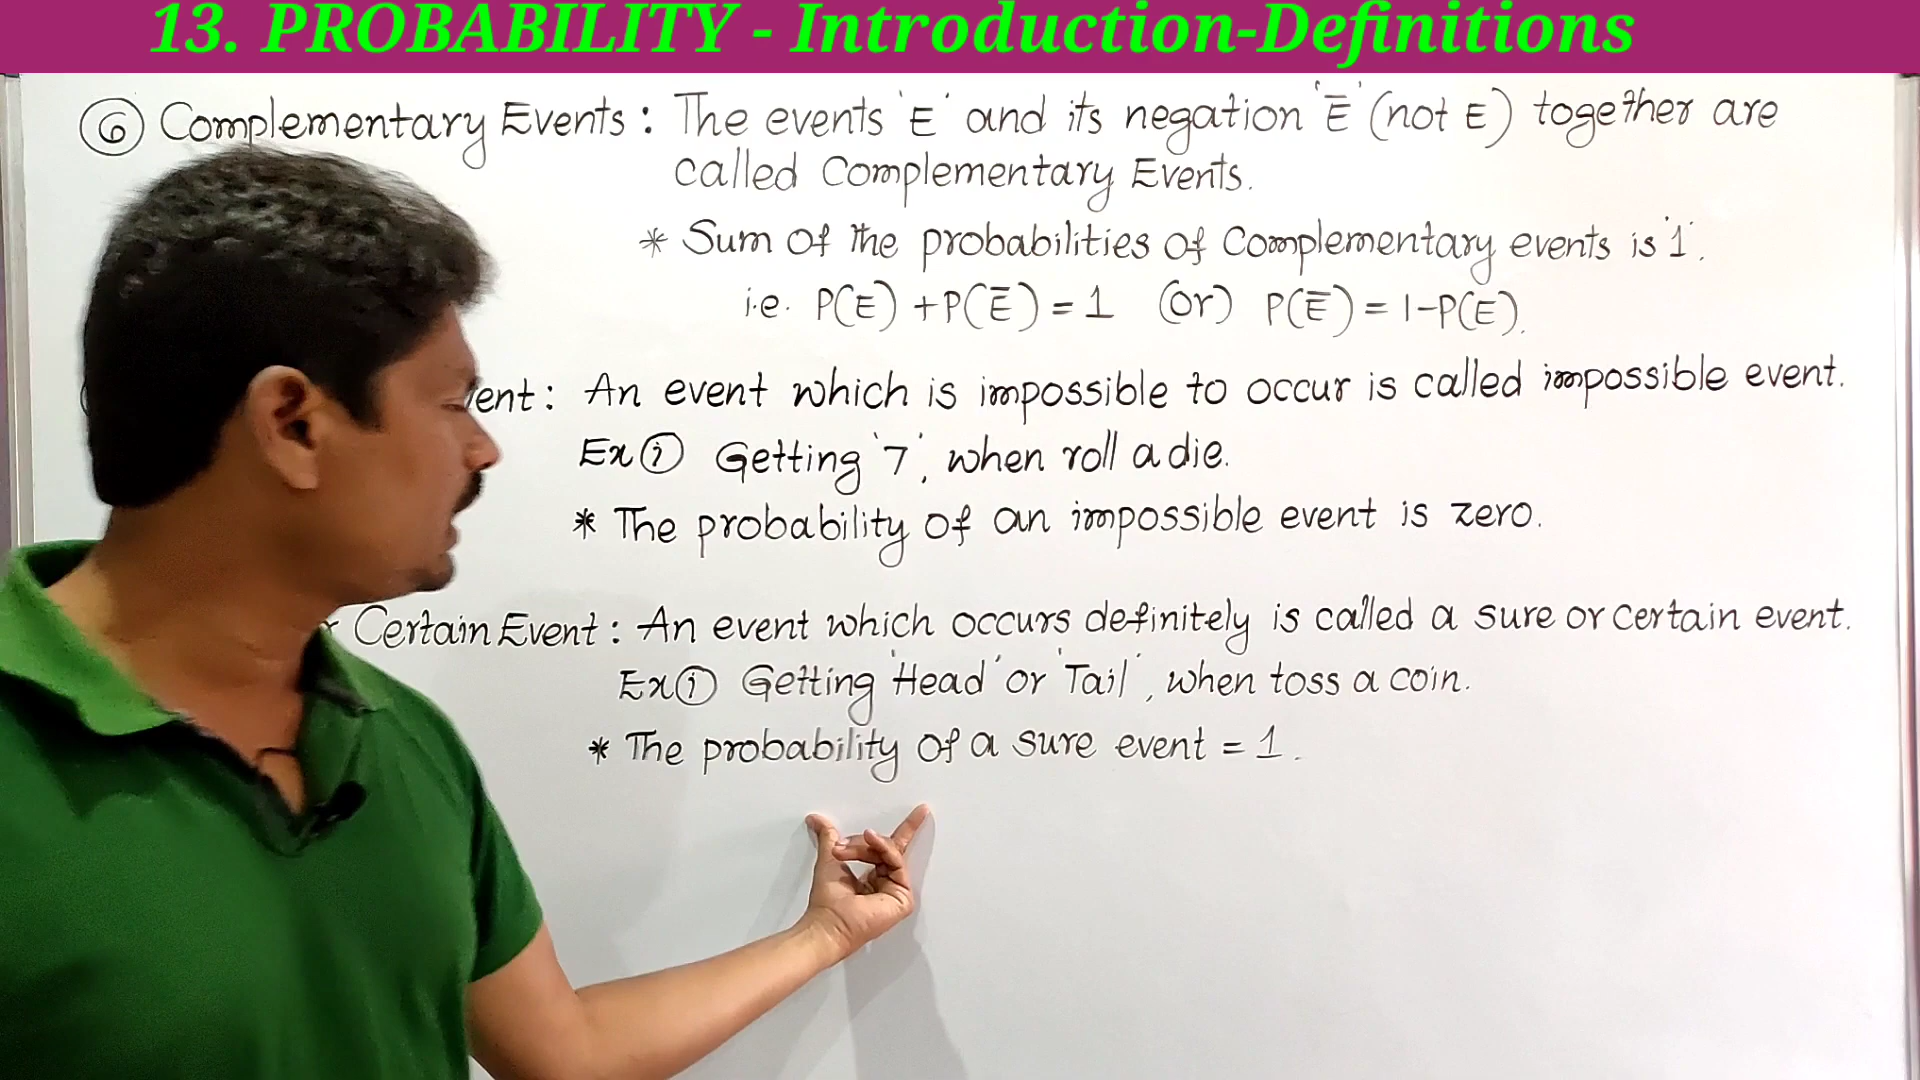 13. PROBABILITY - Introduction-Definitions
⑥ Complementary Events : The events 'E' and its negation 'E̅' (not E) together are
called Complementary Events.
* Sum of the probabilities of Complementary events is '1'.
i.e. P(E) + P(E̅) = 1 (or) P(E̅) = 1-P(E).
ent : An event which is impossible to occur is called impossible event.
Ex ⓘ Getting '7', when roll a die.
* The probability of an impossible event is zero.
Certain Event : An event which occurs definitely is called a sure or certain event.
Ex ⓘ Getting 'Head' or 'Tail', when toss a coin.
* The probability of a sure event = 1.